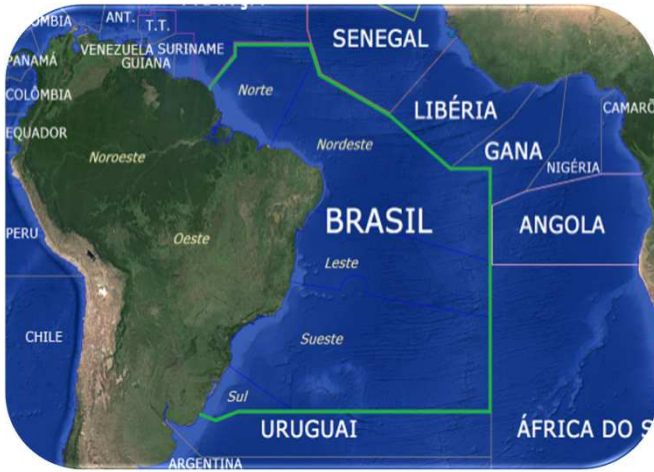 ANT.
T.T.
SENEGAL
VENEZUELA SURINAME
GUIANA
PANAMÁ
COLÔMBIA
Norte
LIBÉRIA
EQUADOR
Nordeste
GANA
Noroeste
NIGÉRIA
BRASIL
ANGOLA
PERU
Oeste
Leste
CHILE
Sueste
Sul
URUGUAI
ÁFRICA DO
ARGENTINA